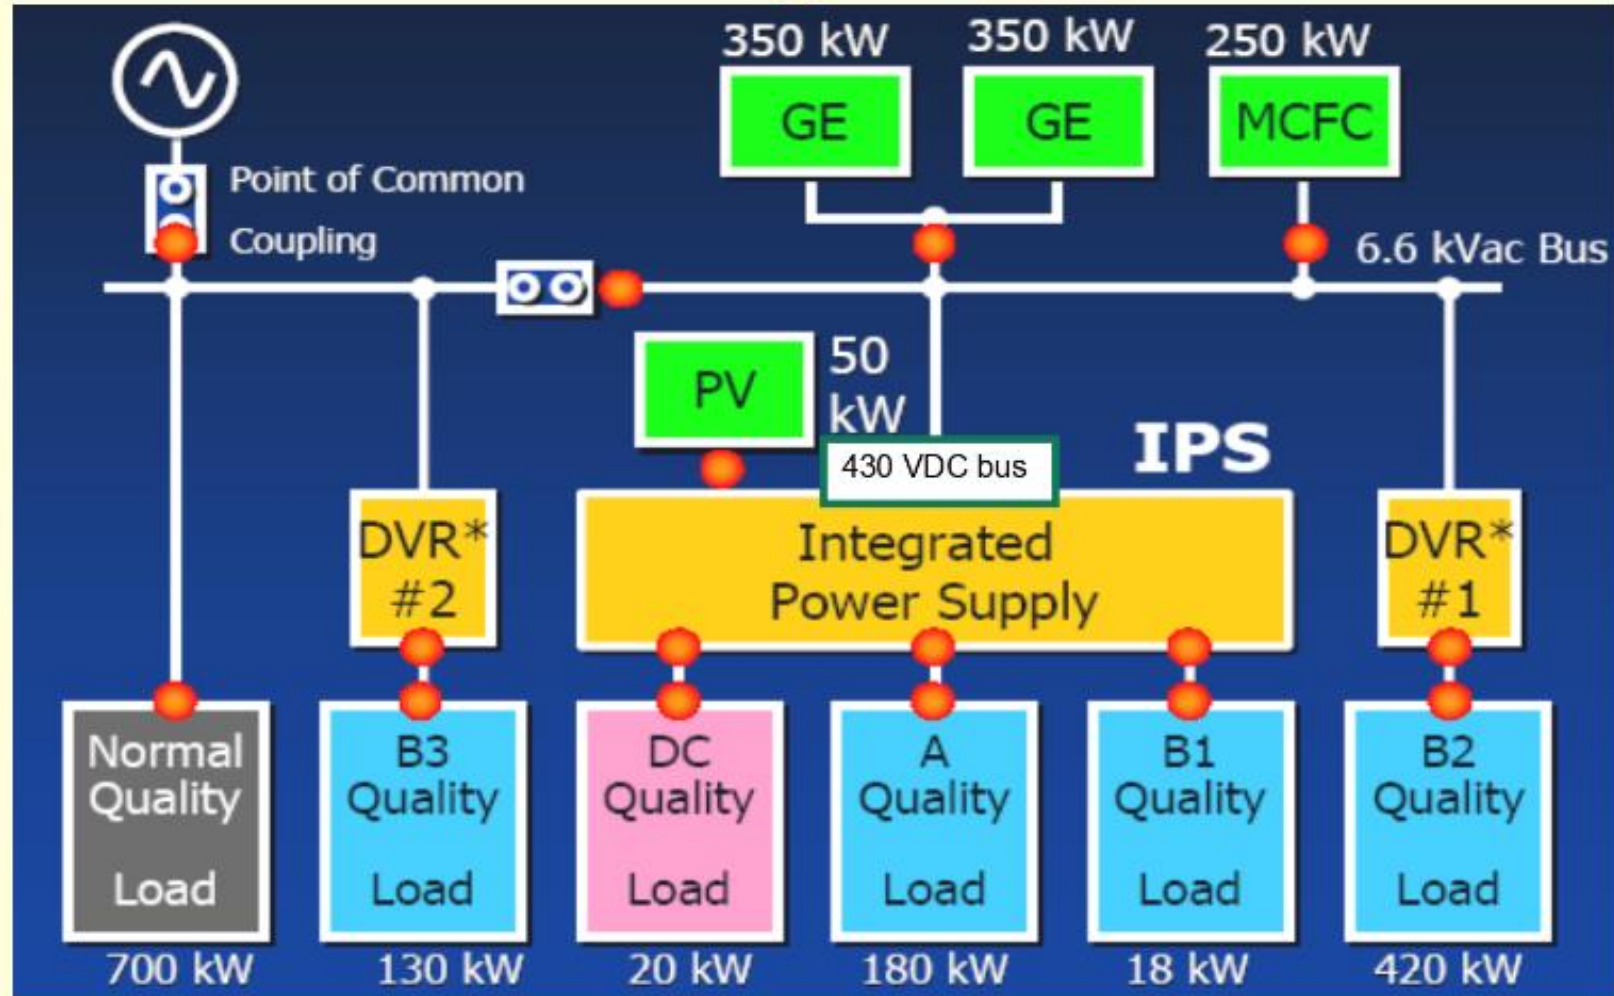 350 kW
350 kW
250 kW
GE
GE
MCFC
Point of Common
Coupling
6.6 kVac Bus
PV
50
kW
430 VDC bus
IPS
DVR*
#2
Integrated
Power Supply
DVR*
#1
Normal
Quality
Load
B3
Quality
Load
DC
Quality
Load
A
Quality
Load
B1
Quality
Load
B2
Quality
Load
700 kW
130 kW
20 kW
180 kW
18 kW
420 kW